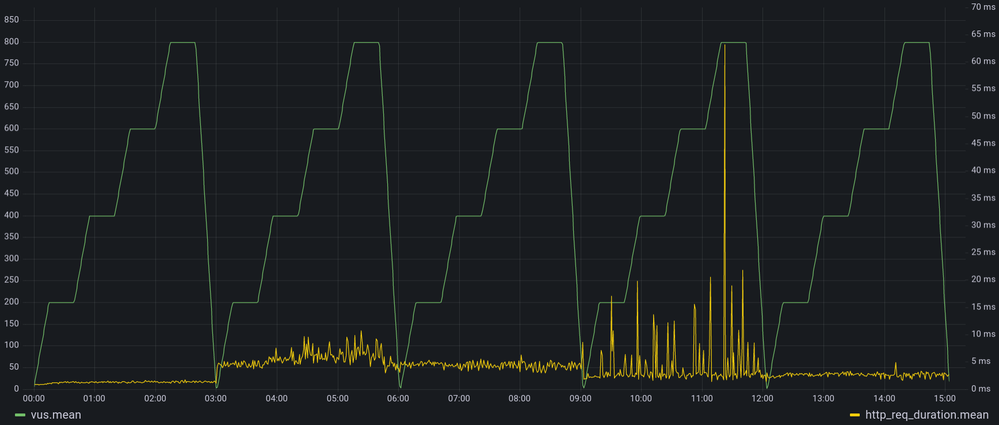 850
800
750
700
650
600
550
500
450
400
350
300
250
200
150
100
50
0
70 ms
65 ms
60 ms
55 ms
50 ms
45 ms
40 ms
35 ms
30 ms
25 ms
20 ms
15 ms
10 ms
5 ms
0 ms
00:00 01:00 02:00 03:00 04:00 05:00 06:00 07:00 08:00 09:00 10:00 11:00 12:00 13:00 14:00 15:00
vus.mean http_req_duration.mean